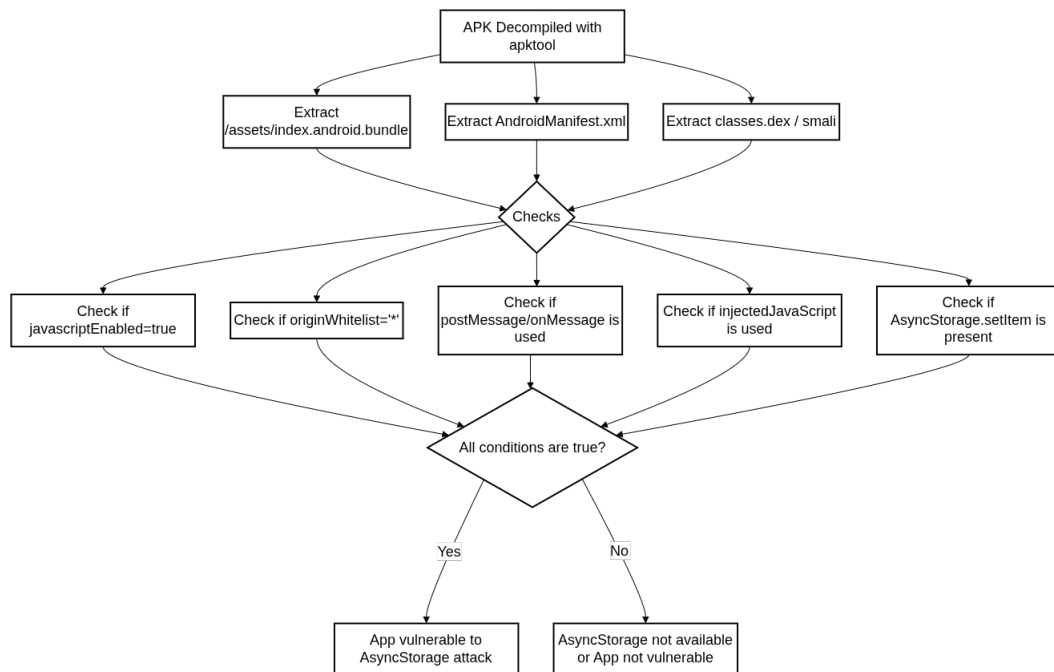 APK Decompiled with
apktool
Extract
/assets/index.android.bundle
Extract AndroidManifest.xml
Extract classes.dex / smali
Checks
Check if
javascriptEnabled=true
Check if originWhitelist='*'
Check if
postMessage/onMessage is
used
Check if injectedJavaScript
is used
Check if
AsyncStorage.setItem is
present
All conditions are true?
Yes
No
App vulnerable to
AsyncStorage attack
AsyncStorage not available
or App not vulnerable